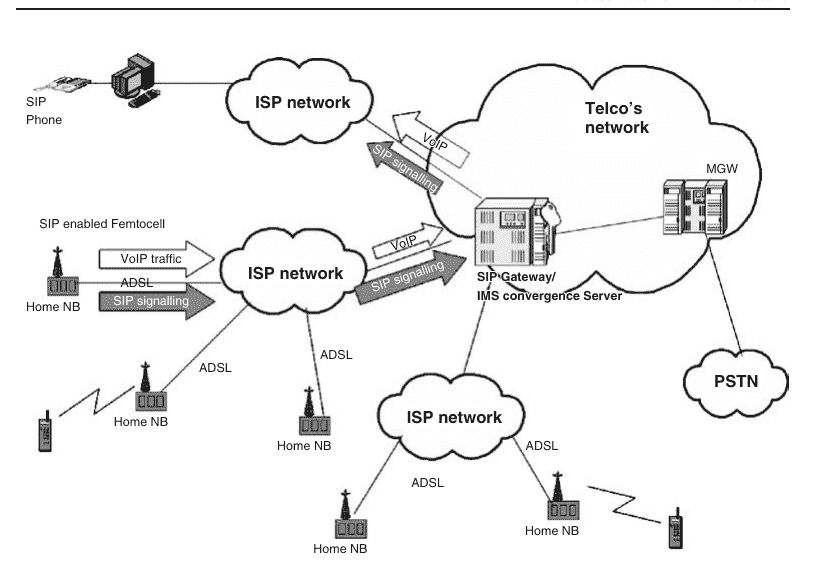 SIP
Phone
ISP network
Telco's
network
VoIP
SIP signalling
MGW
SIP enabled Femtocell
VoIP traffic
ADSL
SIP signalling
Home NB
ISP network
VoIP
SIP signalling
SIP Gateway/
IMS convergence Server
ADSL
Home NB
ADSL
Home NB
PSTN
ISP network
ADSL
Home NB
ADSL
Home NB